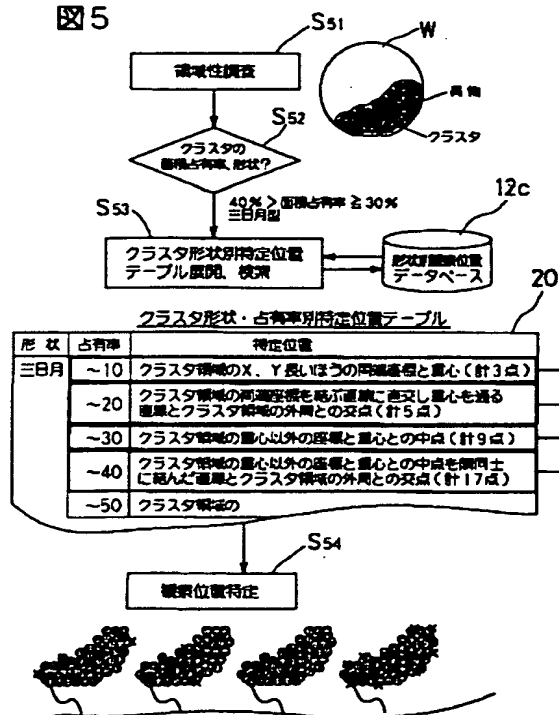 図5
S51
W
領域性調査
異物
クラスタ
S52
クラスタの
面積占有率、形状?
40% > 面積占有率 ≧ 30%
三日月型
S53
12c
クラスタ形状別特定位置
テーブル展開、検索
形状別観察位置
データベース
20
クラスタ形状・占有率別特定位置テーブル
形 状 占有率 特定位置
三日月 ~10 クラスタ領域のX、Y長いほうの両端座標と重心(計3点)
~20 クラスタ領域の両端座標を結ぶ直線に直交し重心を通る
直線とクラスタ領域の外周との交点(計5点)
~30 クラスタ領域の重心以外の座標と重心との中点(計9点)
~40 クラスタ領域の重心以外の座標と重心との中点を隣同士
に結んだ直線とクラスタ領域の外周との交点(計17点)
~50 クラスタ領域の
S54
観察位置特定